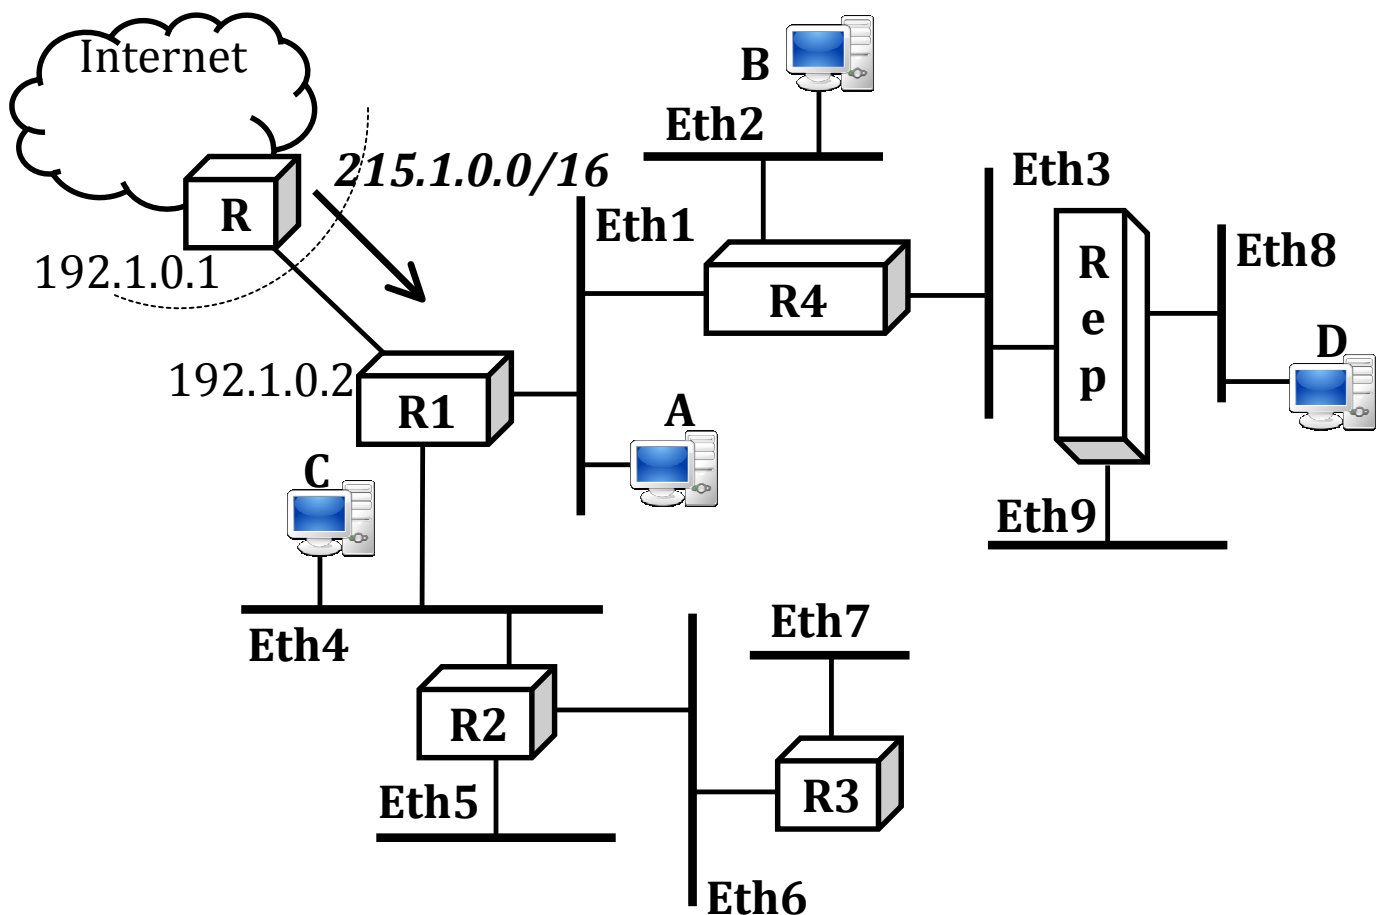 Internet
B
Eth2
215.1.0.0/16
Eth3
R
Eth1
192.1.0.1
R4
Rep
Eth8
192.1.0.2
R1
A
D
C
Eth9
Eth4
Eth7
R2
Eth5
R3
Eth6